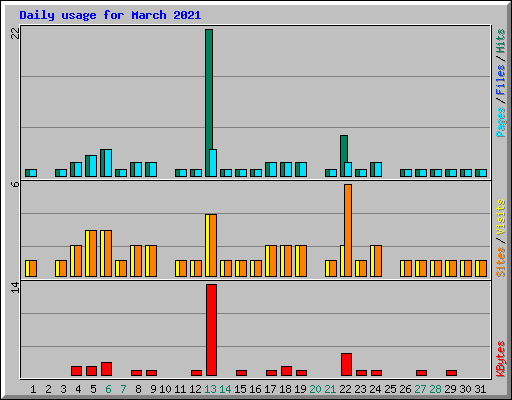 Daily usage for March 2021
22
Pages / Files / Hits
6
Sites / Visits
14
KBytes
1 2 3 4 5 6 7 8 9 10 11 12 13 14 15 16 17 18 19 20 21 22 23 24 25 26 27 28 29 30 31